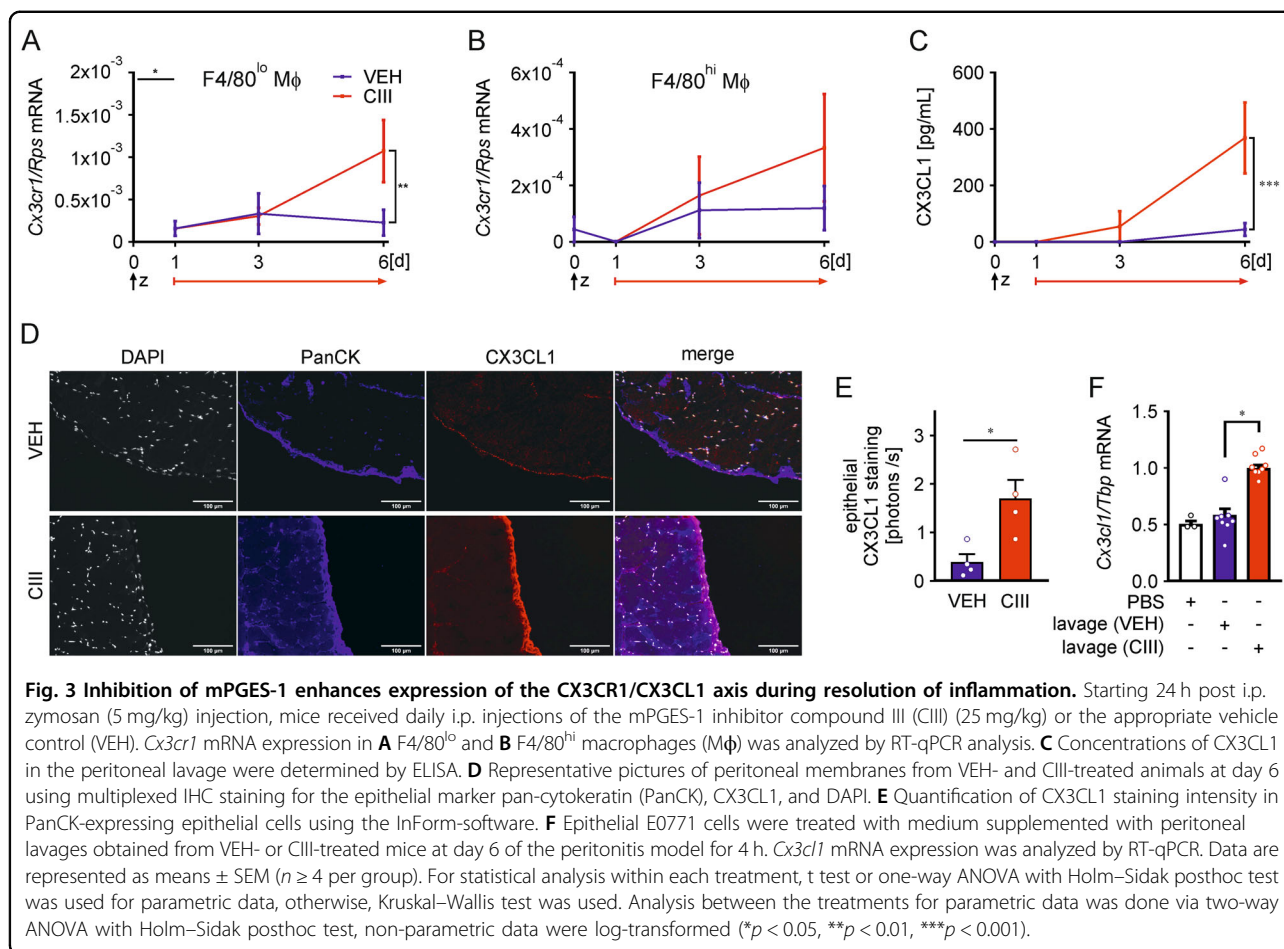 A
F4/80lo Mϕ
VEH
CIII
*
**
Cx3cr1/Rps mRNA
2x10-3
1.5x10-3
1x10-3
0.5x10-3
0
0 1 3 6[d]
z
B
F4/80hi Mϕ
Cx3cr1/Rps mRNA
6x10-4
4x10-4
2x10-4
0
0 1 3 6[d]
z
C
CX3CL1 [pg/mL]
600
400
200
0
***
0 1 3 6[d]
z
D
DAPI PanCK CX3CL1 merge
VEH
100 µm 100 µm 100 µm 100 µm
CIII
100 µm 100 µm 100 µm 100 µm
E
epithelial
CX3CL1 staining
[photons /s]
3
2
1
0
*
VEH CIII
F
Cx3cl1/Tbp mRNA
1.5
1.0
0.5
0.0
*
PBS + - -
lavage (VEH) - + -
lavage (CIII) - - +
Fig. 3 Inhibition of mPGES-1 enhances expression of the CX3CR1/CX3CL1 axis during resolution of inflammation. Starting 24 h post i.p.
zymosan (5 mg/kg) injection, mice received daily i.p. injections of the mPGES-1 inhibitor compound III (CIII) (25 mg/kg) or the appropriate vehicle
control (VEH). Cx3cr1 mRNA expression in A F4/80lo and B F4/80hi macrophages (Mϕ) was analyzed by RT-qPCR analysis. C Concentrations of CX3CL1
in the peritoneal lavage were determined by ELISA. D Representative pictures of peritoneal membranes from VEH- and CIII-treated animals at day 6
using multiplexed IHC staining for the epithelial marker pan-cytokeratin (PanCK), CX3CL1, and DAPI. E Quantification of CX3CL1 staining intensity in
PanCK-expressing epithelial cells using the InForm-software. F Epithelial E0771 cells were treated with medium supplemented with peritoneal
lavages obtained from VEH- or CIII-treated mice at day 6 of the peritonitis model for 4 h. Cx3cl1 mRNA expression was analyzed by RT-qPCR. Data are
represented as means ± SEM (n ≥ 4 per group). For statistical analysis within each treatment, t test or one-way ANOVA with Holm–Sidak posthoc test
was used for parametric data, otherwise, Kruskal–Wallis test was used. Analysis between the treatments for parametric data was done via two-way
ANOVA with Holm–Sidak posthoc test, non-parametric data were log-transformed (*p < 0.05, **p < 0.01, ***p < 0.001).